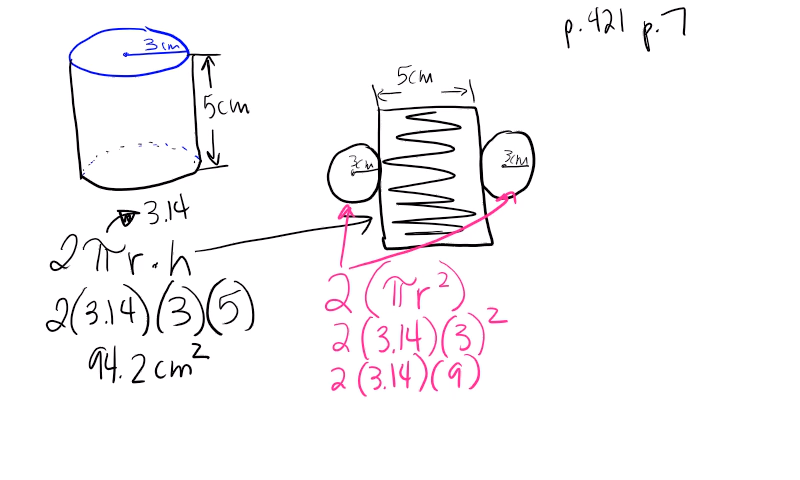 p.421 p.7
3cm
5cm
5cm
3cm
3cm
3.14
2πr·h
2(3.14)(3)(5)
94.2cm²
2(πr²)
2(3.14)(3)²
2(3.14)(9)